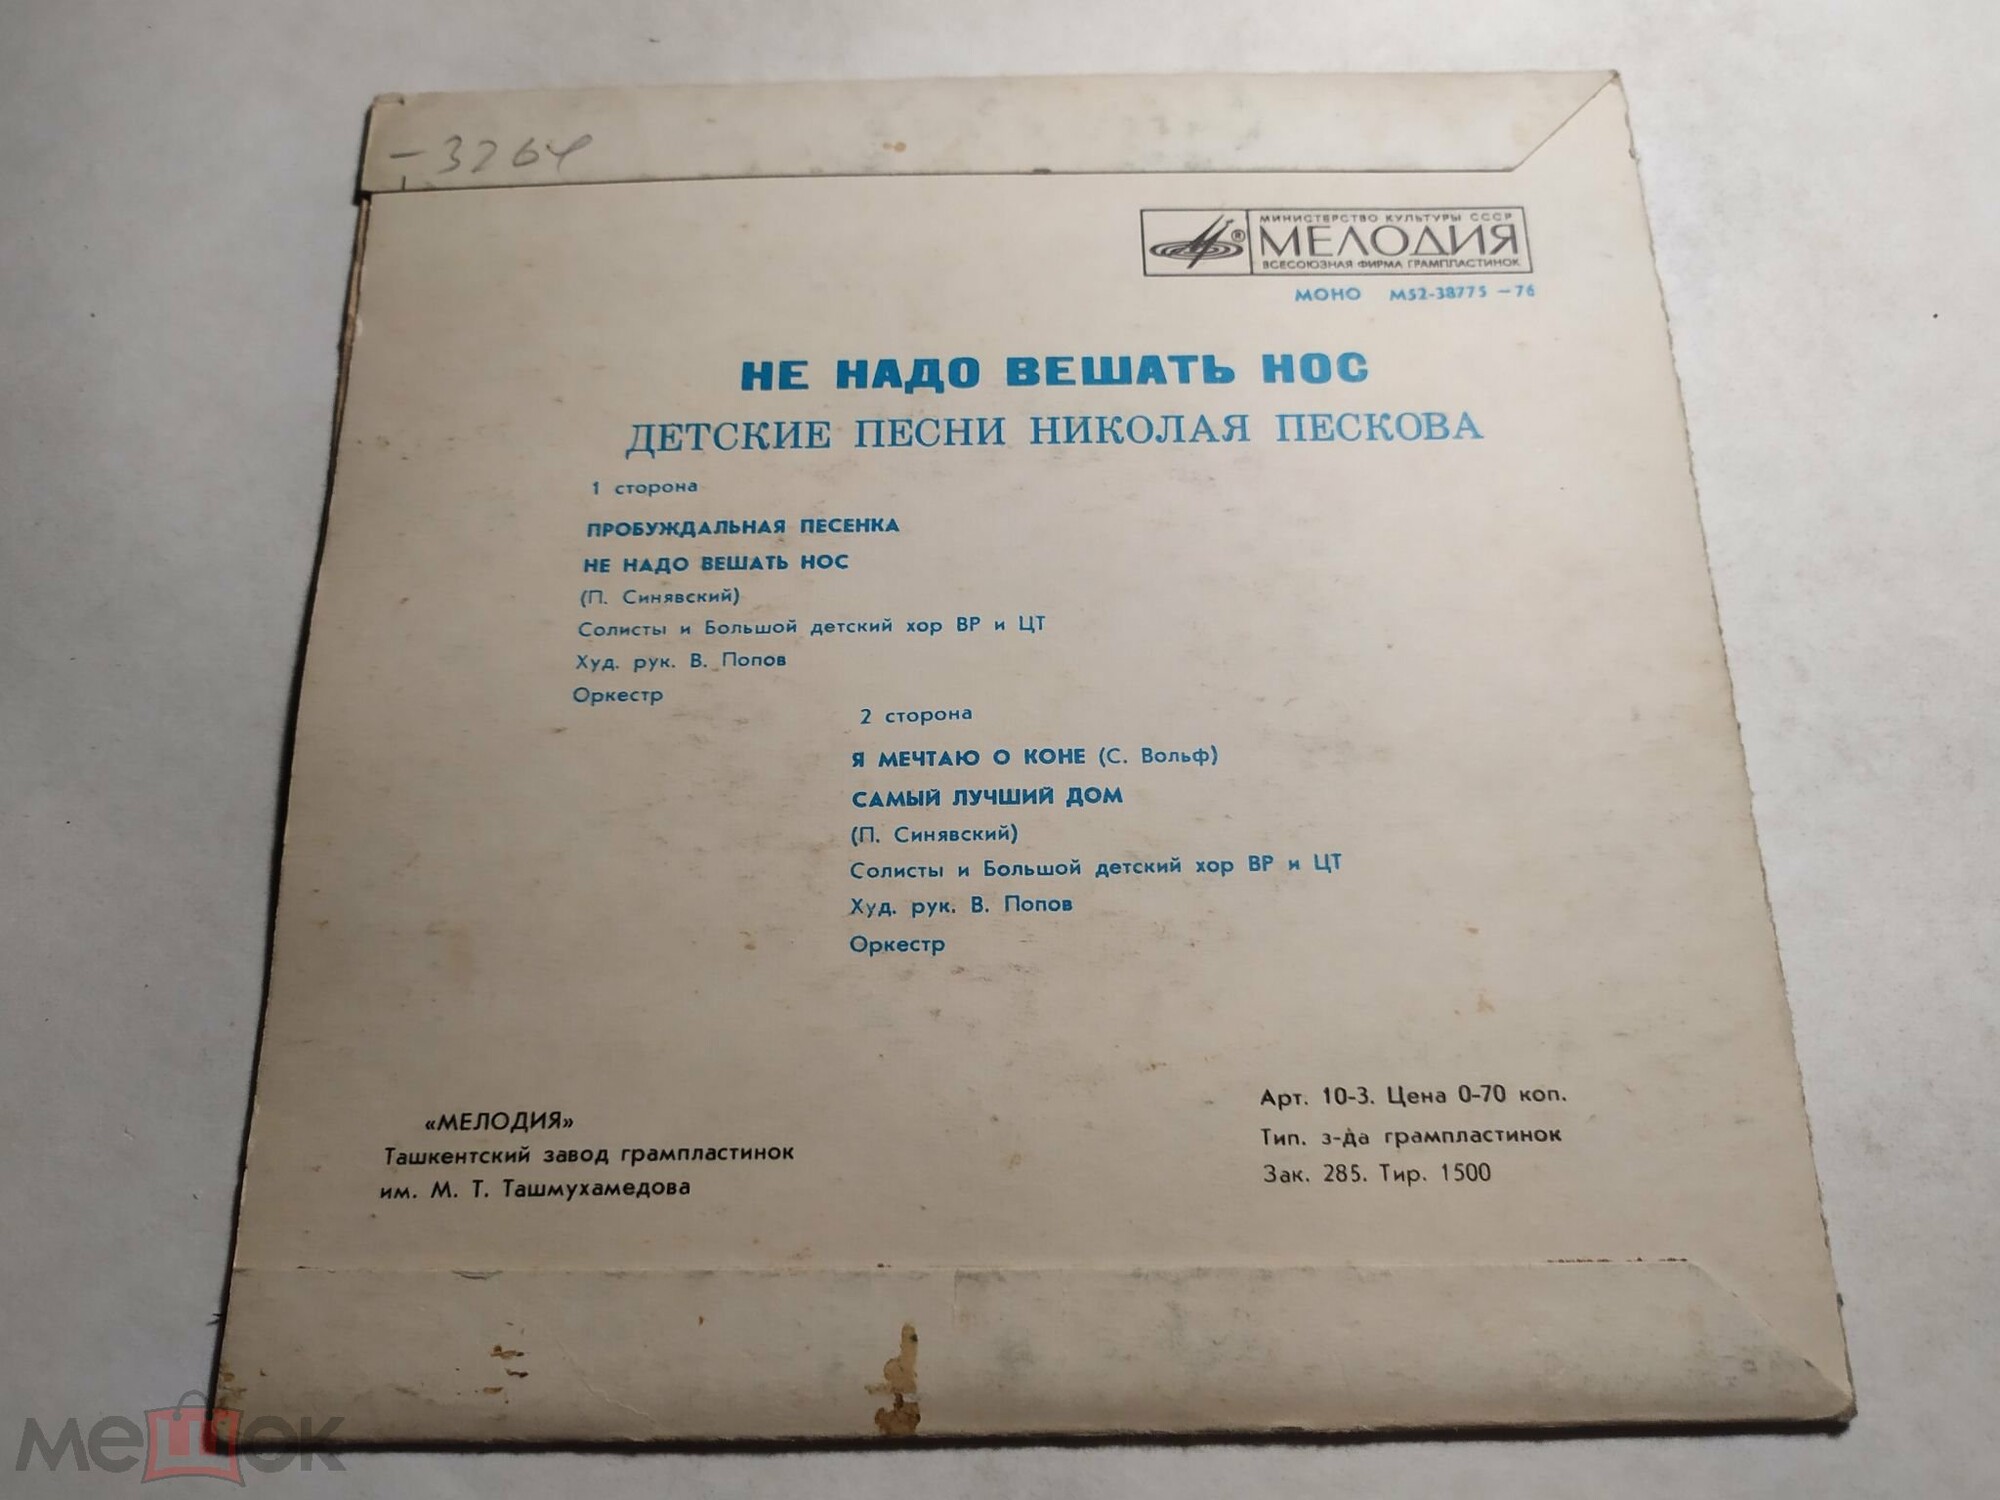 -3264
МИНИСТЕРСТВО КУЛЬТУРЫ СССР
®
МЕЛОДИЯ
ВСЕСОЮЗНАЯ ФИРМА ГРАМПЛАСТИНОК
МОНО М52-38775-76
НЕ НАДО ВЕШАТЬ НОС
ДЕТСКИЕ ПЕСНИ НИКОЛАЯ ПЕСКОВА
1 сторона
ПРОБУЖДАЛЬНАЯ ПЕСЕНКА
НЕ НАДО ВЕШАТЬ НОС
(П. Синявский)
Солисты и Большой детский хор ВР и ЦТ
Худ. рук. В. Попов
Оркестр
2 сторона
Я МЕЧТАЮ О КОНЕ (С. Вольф)
САМЫЙ ЛУЧШИЙ ДОМ
(П. Синявский)
Солисты и Большой детский хор ВР и ЦТ
Худ. рук. В. Попов
Оркестр
«МЕЛОДИЯ»
Ташкентский завод грампластинок
им. М. Т. Ташмухамедова
Арт. 10-3. Цена 0-70 коп.
Тип. з-да грампластинок
Зак. 285. Тир. 1500
мешок